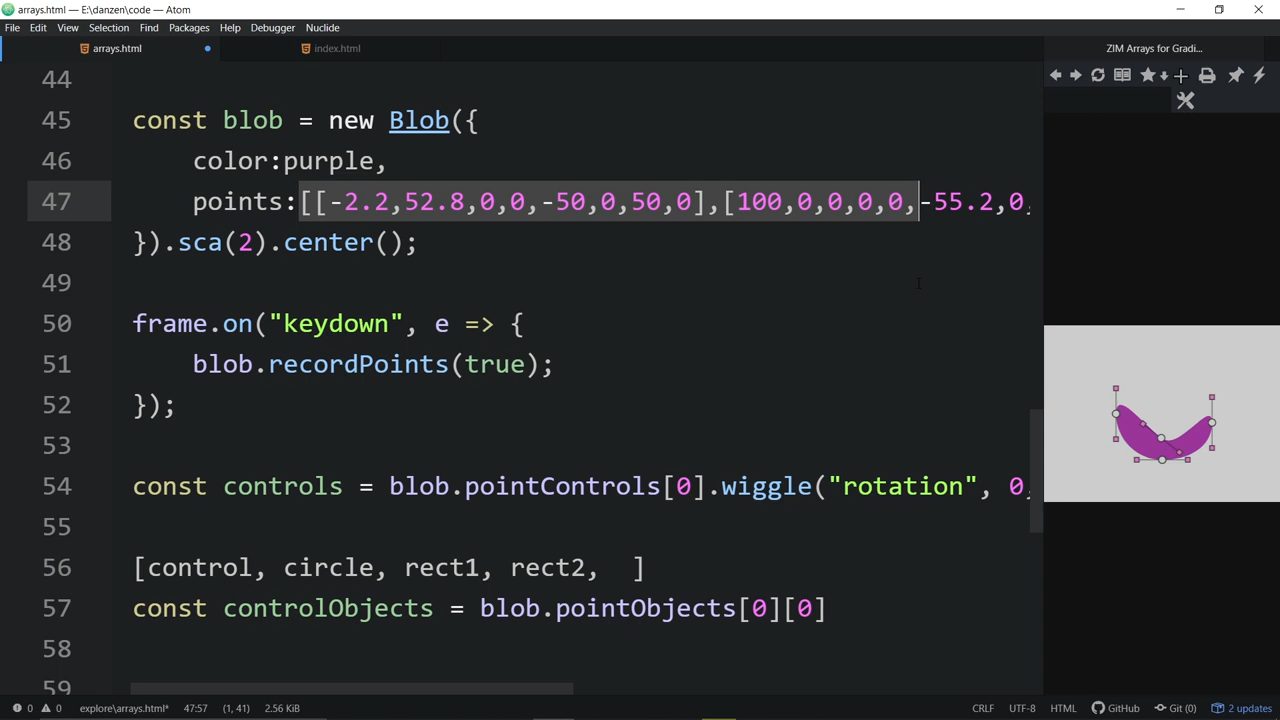 arrays.html — E:\danzen\code — Atom
File Edit View Selection Find Packages Help Debugger Nuclide
arrays.html
index.html
ZIM Arrays for Gradi...
44
45 const blob = new Blob({
46 color:purple,
47 points:[[-2.2,52.8,0,0,-50,0,50,0],[100,0,0,0,0,-55.2,0,
48 }).sca(2).center();
49
50 frame.on("keydown", e => {
51 blob.recordPoints(true);
52 });
53
54 const controls = blob.pointControls[0].wiggle("rotation", 0,
55
56 [control, circle, rect1, rect2, ]
57 const controlObjects = blob.pointObjects[0][0]
58
59
0 0 explore\arrays.html* 47:57 (1, 41) 2.56 KiB CRLF UTF-8 HTML GitHub Git (0) 2 updates